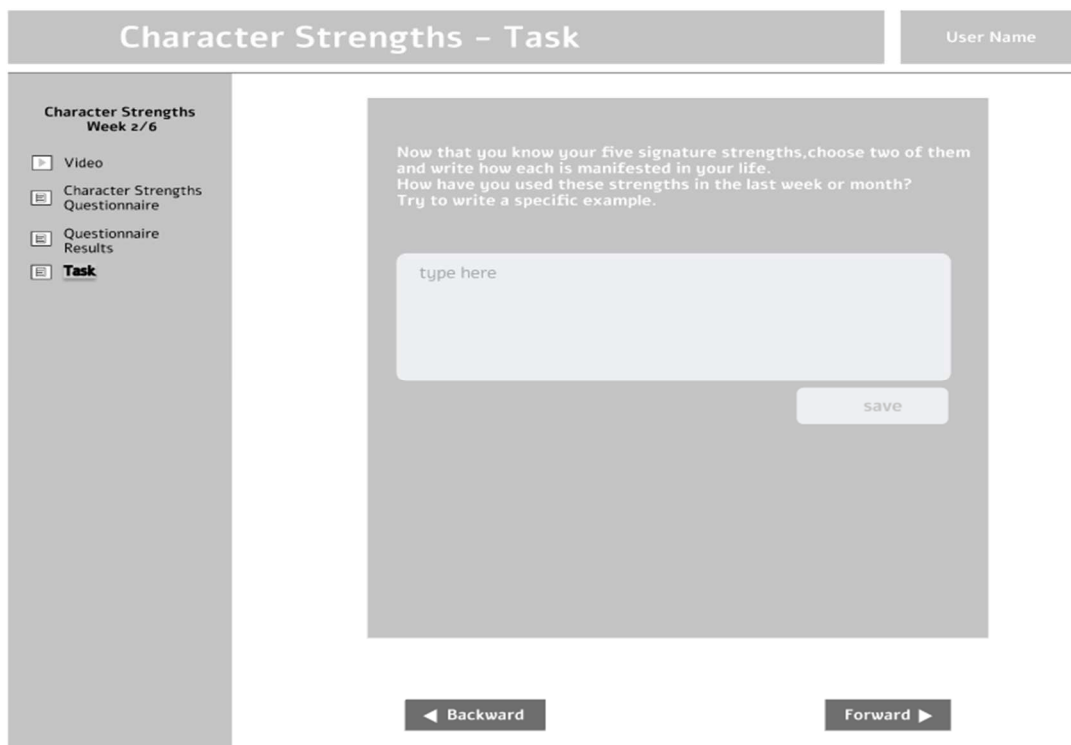 Character Strengths – Task
User Name
Character Strengths
Week 2/6
Video
Character Strengths
Questionnaire
Questionnaire
Results
Task
Now that you know your five signature strengths,choose two of them
and write how each is manifested in your life.
How have you used these strengths in the last week or month?
Try to write a specific example.
type here
save
Backward
Forward